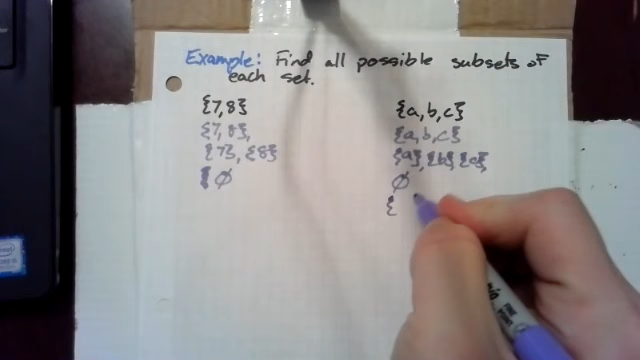 Example: Find all possible subsets of
each set.
{7,8}
{7,8},
{7}, {8}
∅
{a,b,c}
{a,b,c}
{a},{b},{c},
∅
{